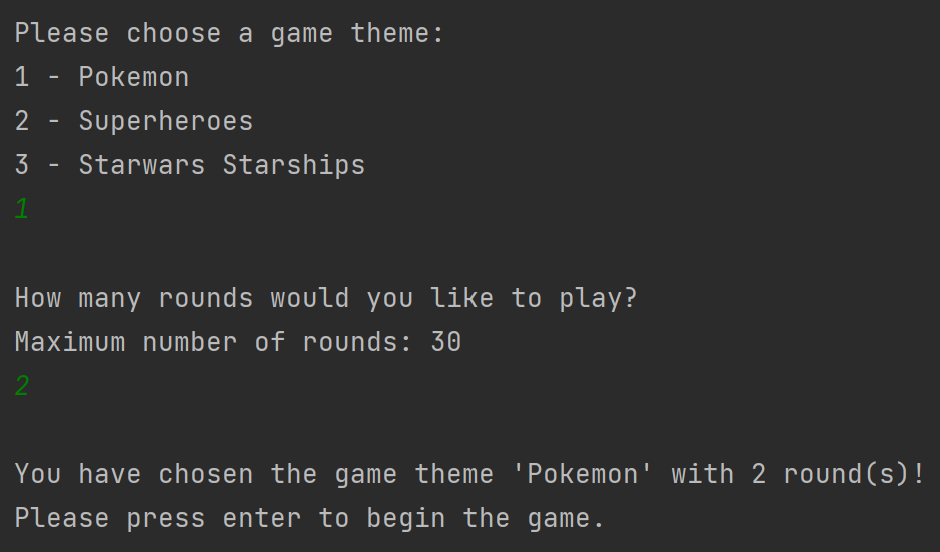 Please choose a game theme:
1 - Pokemon
2 - Superheroes
3 - Starwars Starships
1
How many rounds would you like to play?
Maximum number of rounds: 30
2
You have chosen the game theme 'Pokemon' with 2 round(s)!
Please press enter to begin the game.